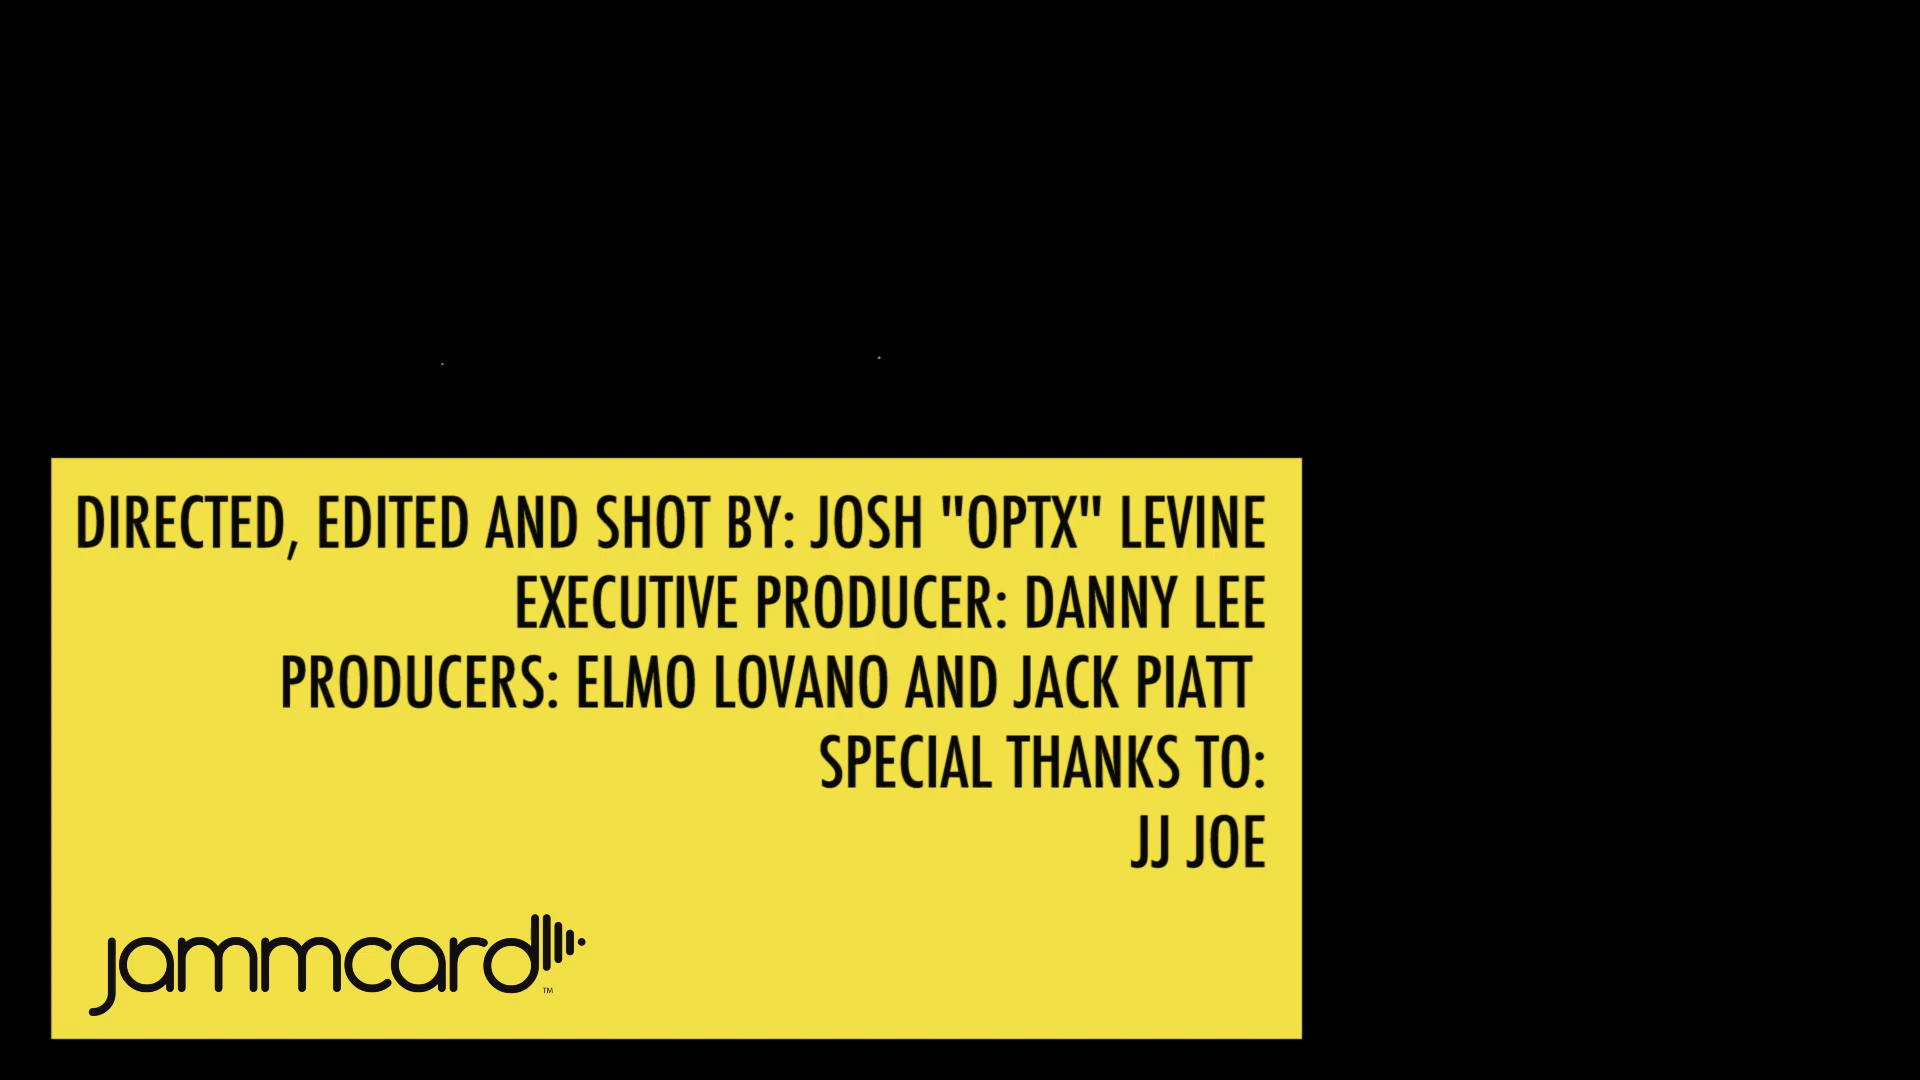 DIRECTED, EDITED AND SHOT BY: JOSH "OPTX" LEVINE
EXECUTIVE PRODUCER: DANNY LEE
PRODUCERS: ELMO LOVANO AND JACK PIATT
SPECIAL THANKS TO:
JJ JOE
jammcard
TM